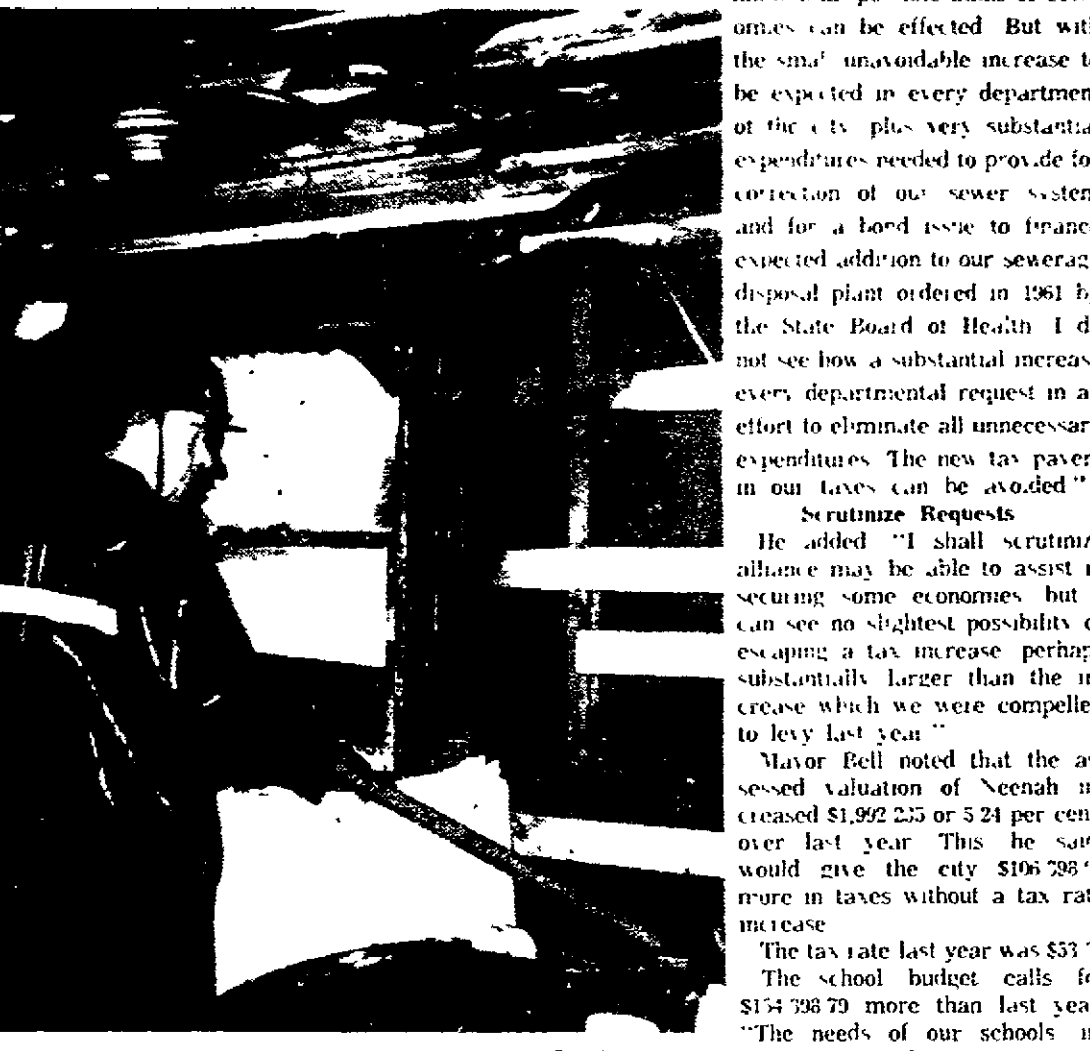 omies can be effected But with
the small unavoidable increase to
be expected in every department
of the city plus very substantial
expenditures needed to provide for
correction of our sewer system
and for a bond issue to finance
expected addition to our sewerage
disposal plant ordered in 1961 by
the State Board of Health I do
not see how a substantial increase
every departmental request in an
effort to eliminate all unnecessary
expenditures The new tax payers
in our taxes can be avoided"
Scrutinize Requests
He added "I shall scrutinize
alliance may be able to assist in
securing some economies but I
can see no slightest possibility of
escaping a tax increase perhaps
substantially larger than the in
crease which we were compelled
to levy last year"
Mayor Bell noted that the as
sessed valuation of Neenah in
creased $1,992 235 or 5 24 per cent
over last year This he said
would give the city
more in taxes without a tax rate
increase
The tax rate last year was $53
The school budget calls for
more than last year
"The needs of our schools in